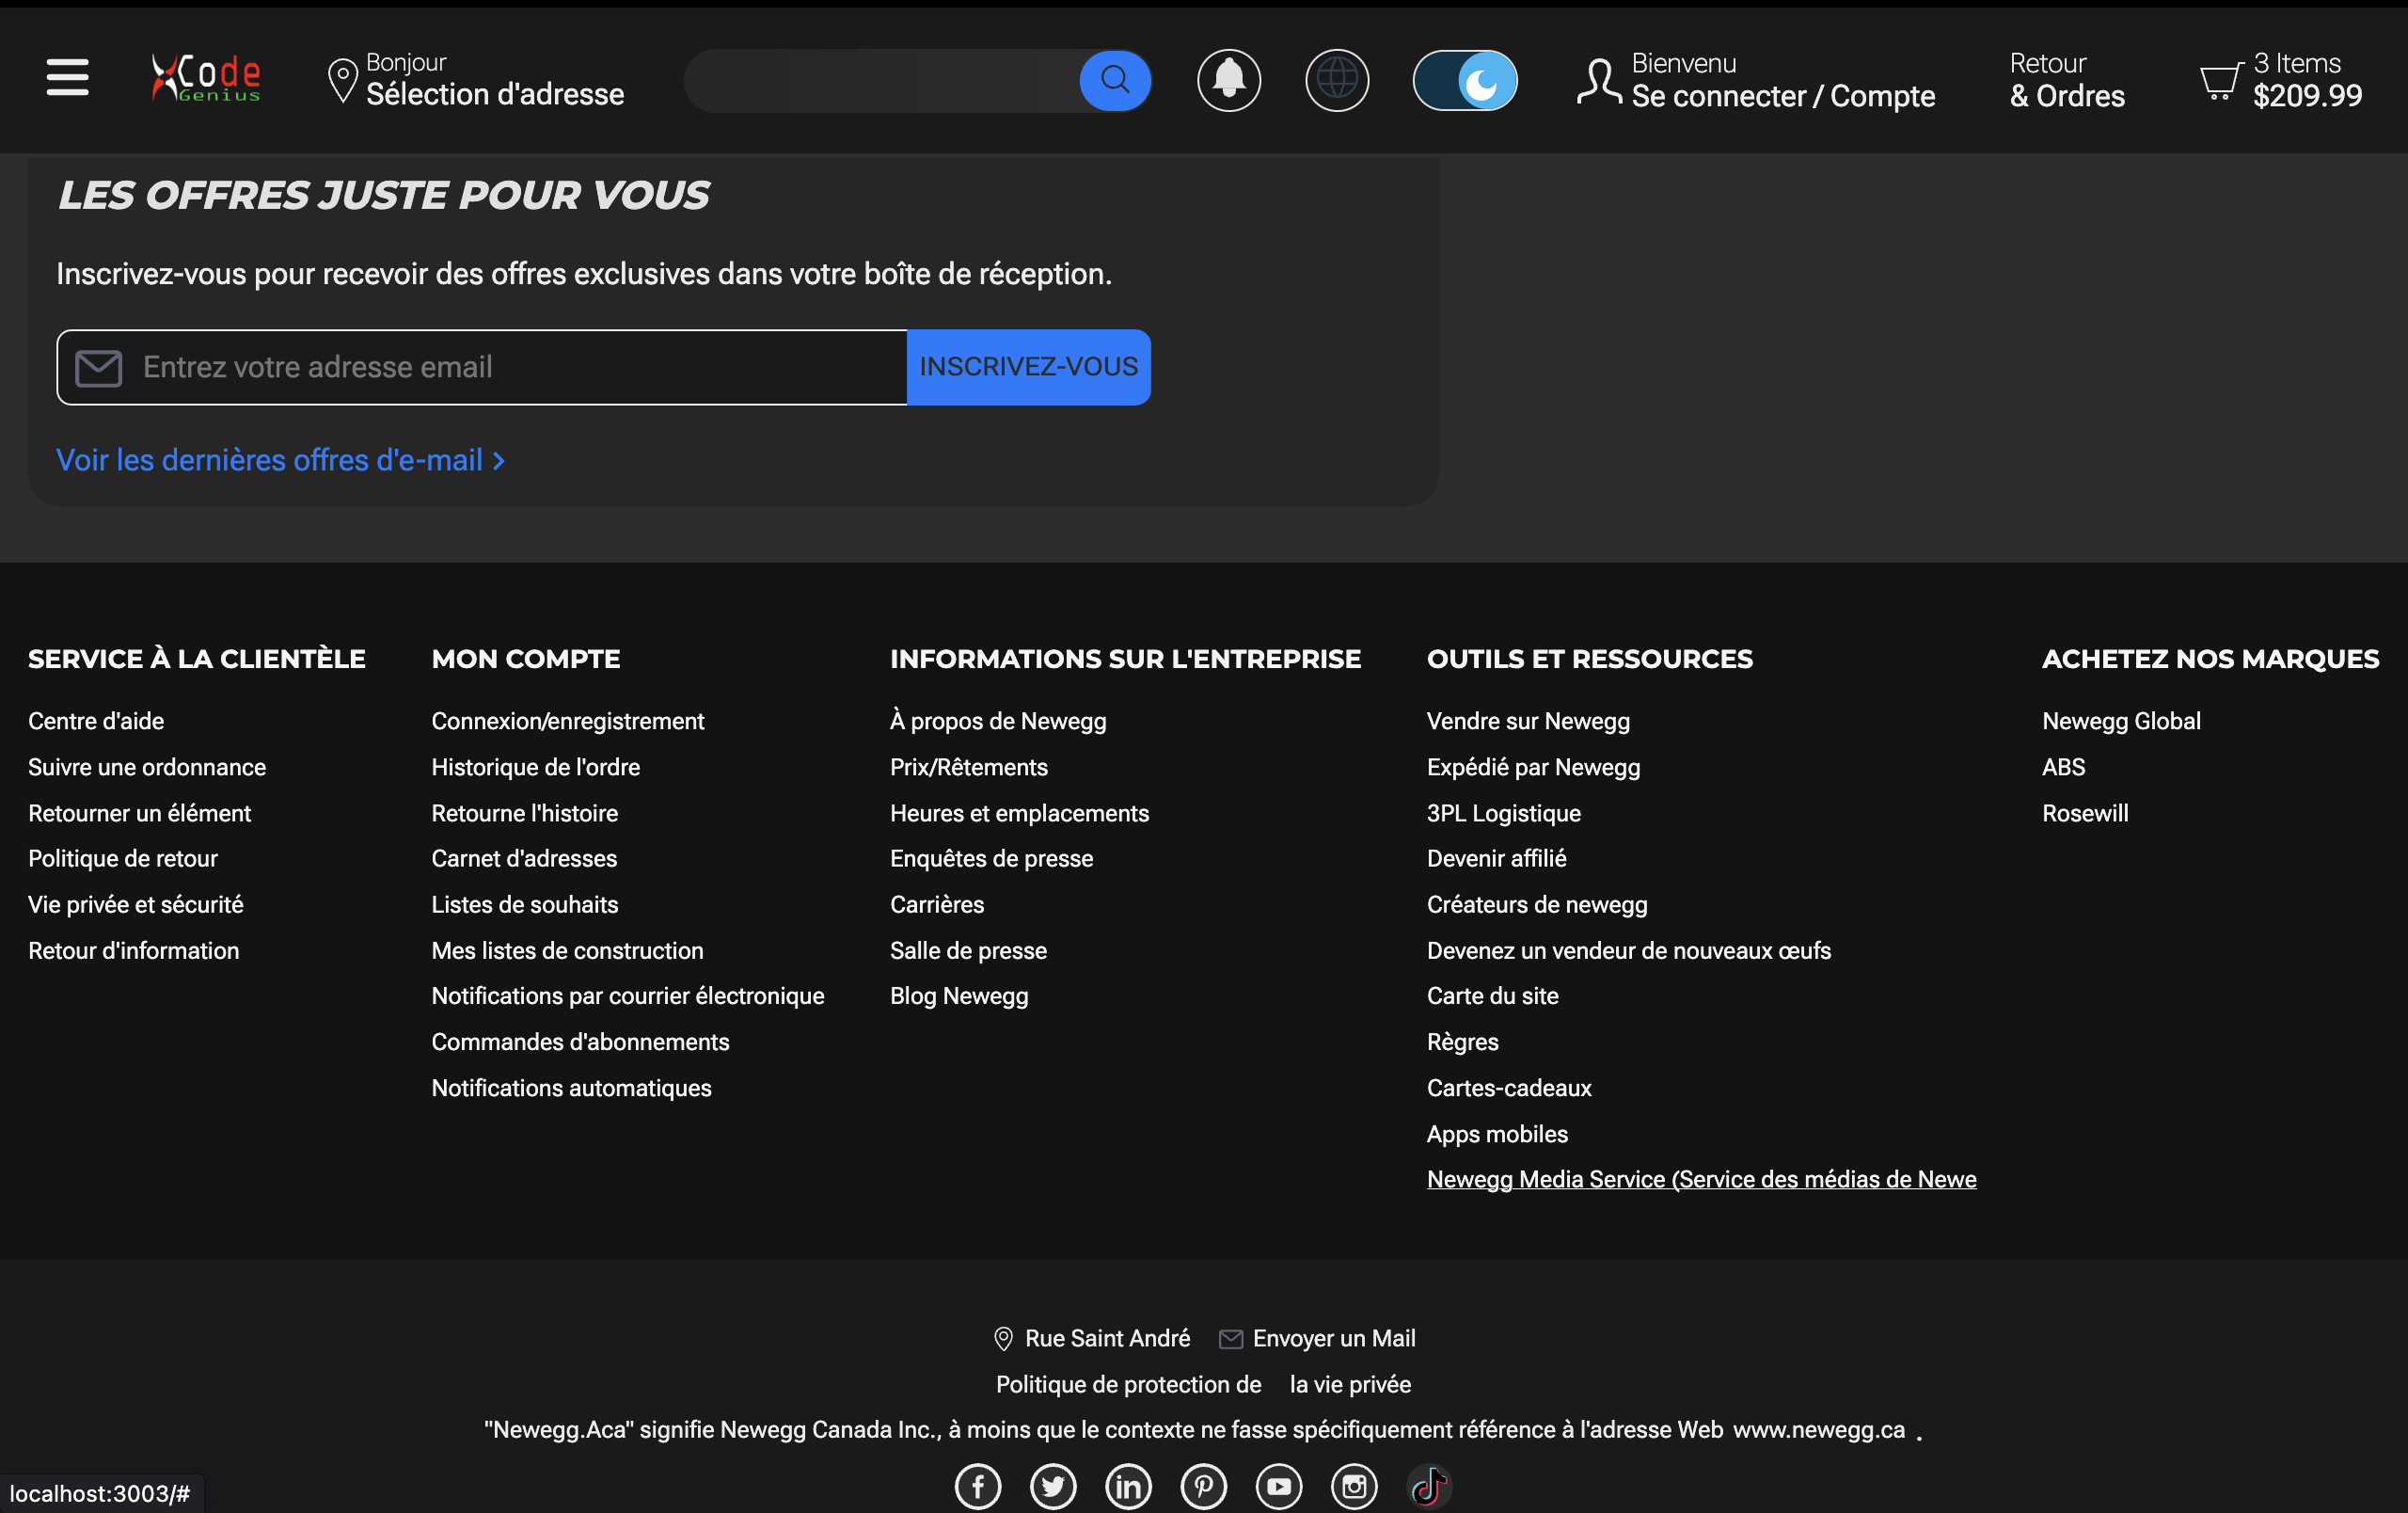 Code
Genius
Bonjour
Sélection d'adresse
Bienvenu
Se connecter / Compte
Retour
& Ordres
3 Items
$209.99
LES OFFRES JUSTE POUR VOUS
Inscrivez-vous pour recevoir des offres exclusives dans votre boîte de réception.
Entrez votre adresse email
INSCRIVEZ-VOUS
Voir les dernières offres d'e-mail
SERVICE À LA CLIENTÈLE
Centre d'aide
Suivre une ordonnance
Retourner un élément
Politique de retour
Vie privée et sécurité
Retour d'information
MON COMPTE
Connexion/enregistrement
Historique de l'ordre
Retourne l'histoire
Carnet d'adresses
Listes de souhaits
Mes listes de construction
Notifications par courrier électronique
Commandes d'abonnements
Notifications automatiques
INFORMATIONS SUR L'ENTREPRISE
À propos de Newegg
Prix/Rêtements
Heures et emplacements
Enquêtes de presse
Carrières
Salle de presse
Blog Newegg
OUTILS ET RESSOURCES
Vendre sur Newegg
Expédié par Newegg
3PL Logistique
Devenir affilié
Créateurs de newegg
Devenez un vendeur de nouveaux œufs
Carte du site
Règres
Cartes-cadeaux
Apps mobiles
Newegg Media Service (Service des médias de Newe
ACHETEZ NOS MARQUES
Newegg Global
ABS
Rosewill
Rue Saint André Envoyer un Mail
Politique de protection de la vie privée
"Newegg.Aca" signifie Newegg Canada Inc., à moins que le contexte ne fasse spécifiquement référence à l'adresse Web www.newegg.ca .
localhost:3003/#